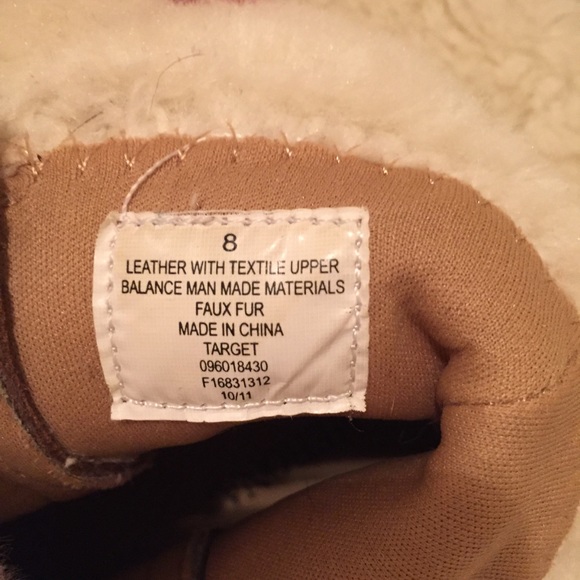 8
LEATHER WITH TEXTILE UPPER
BALANCE MAN MADE MATERIALS
FAUX FUR
MADE IN CHINA
TARGET
096018430
F16831312
10/11